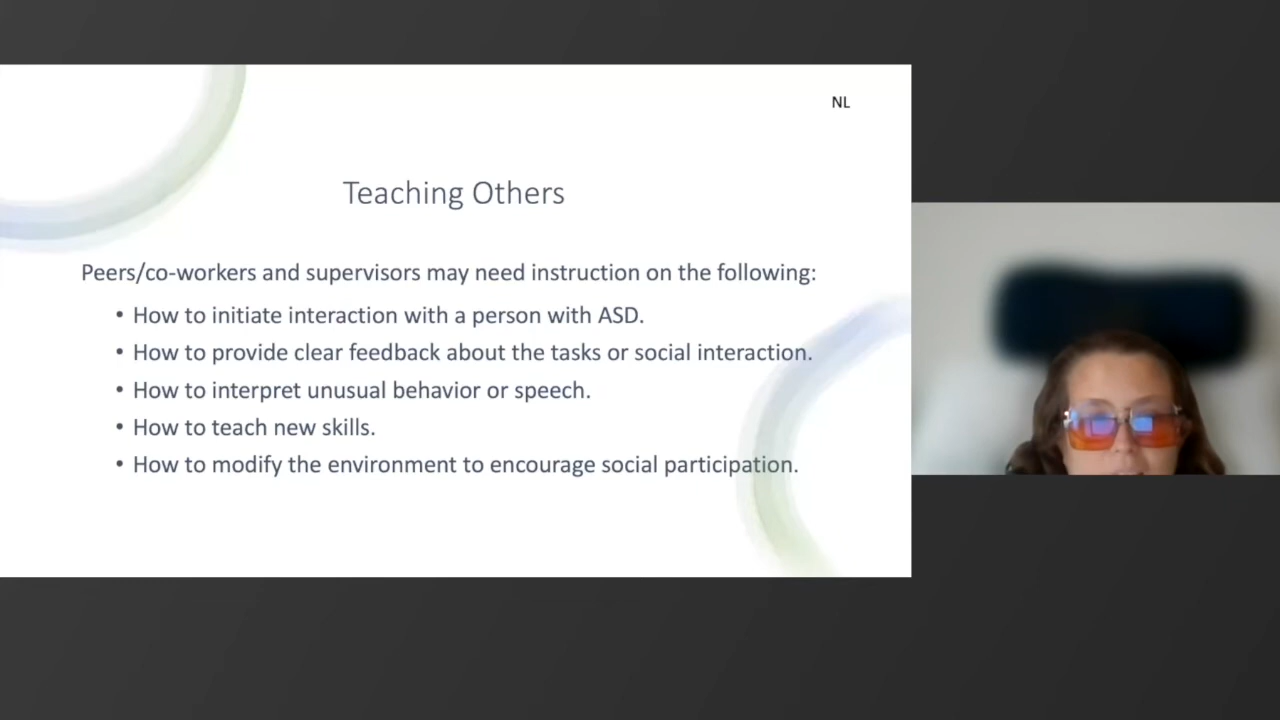 NL
Teaching Others
Peers/co-workers and supervisors may need instruction on the following:
• How to initiate interaction with a person with ASD.
• How to provide clear feedback about the tasks or social interaction.
• How to interpret unusual behavior or speech.
• How to teach new skills.
• How to modify the environment to encourage social participation.